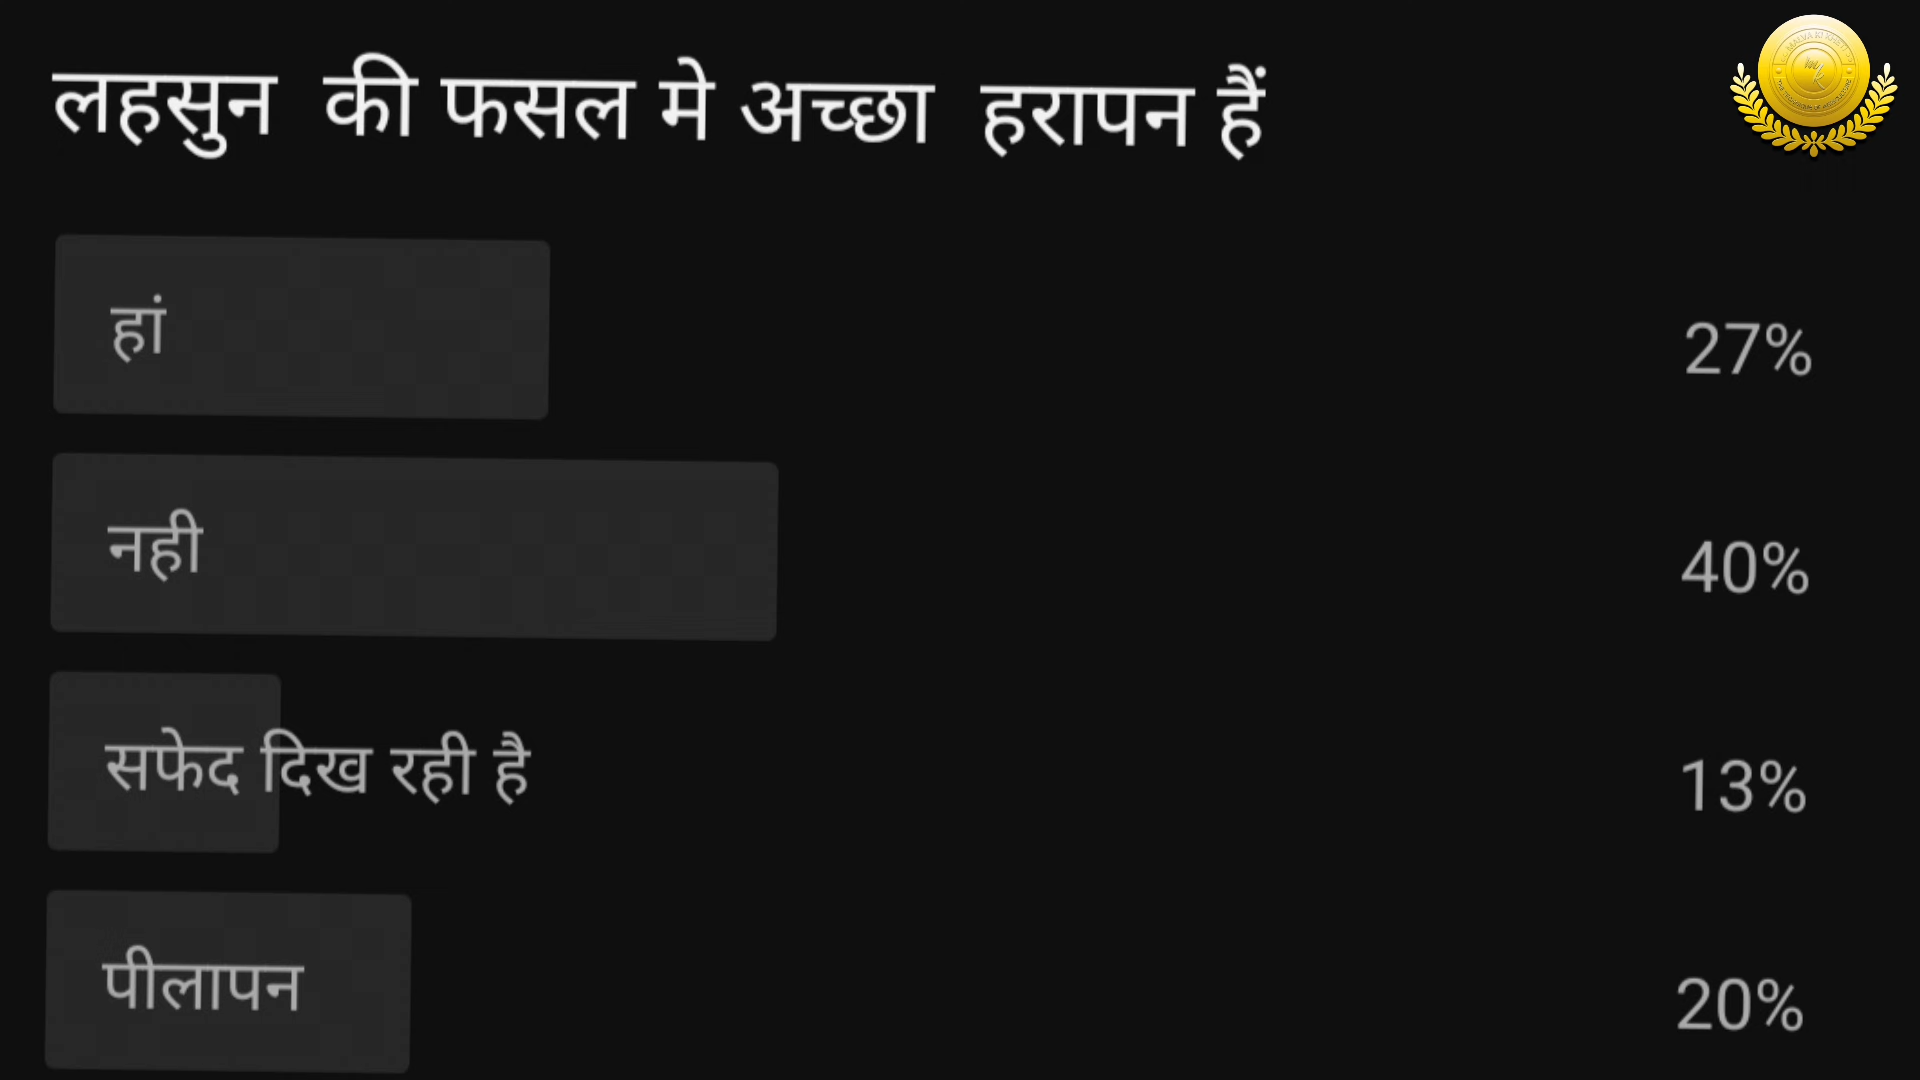 लहसुन की फसल मे अच्छा हरापन हैं
हां
27%
नही
40%
सफेद दिख रही है
13%
पीलापन
20%